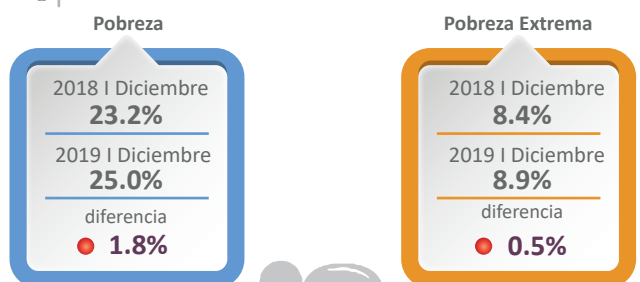 Pobreza
2018 I Diciembre
23.2%
2019 I Diciembre
25.0%
diferencia
1.8%
Pobreza Extrema
2018 I Diciembre
8.4%
2019 I Diciembre
8.9%
diferencia
0.5%